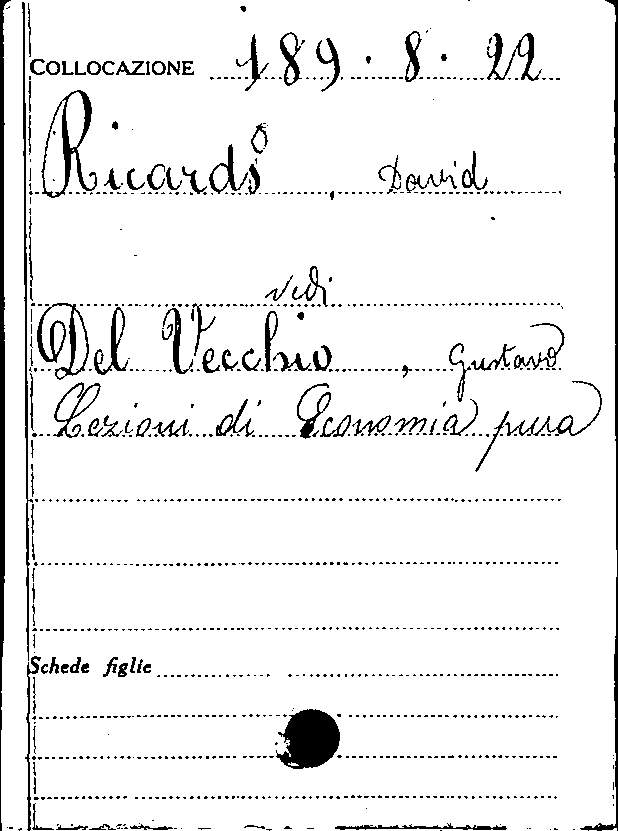 COLLOCAZIONE 189.8.22
Ricardo, David
vedi
Del Vecchio, Gustavo
Lezioni di Economia pura
Schede figlie